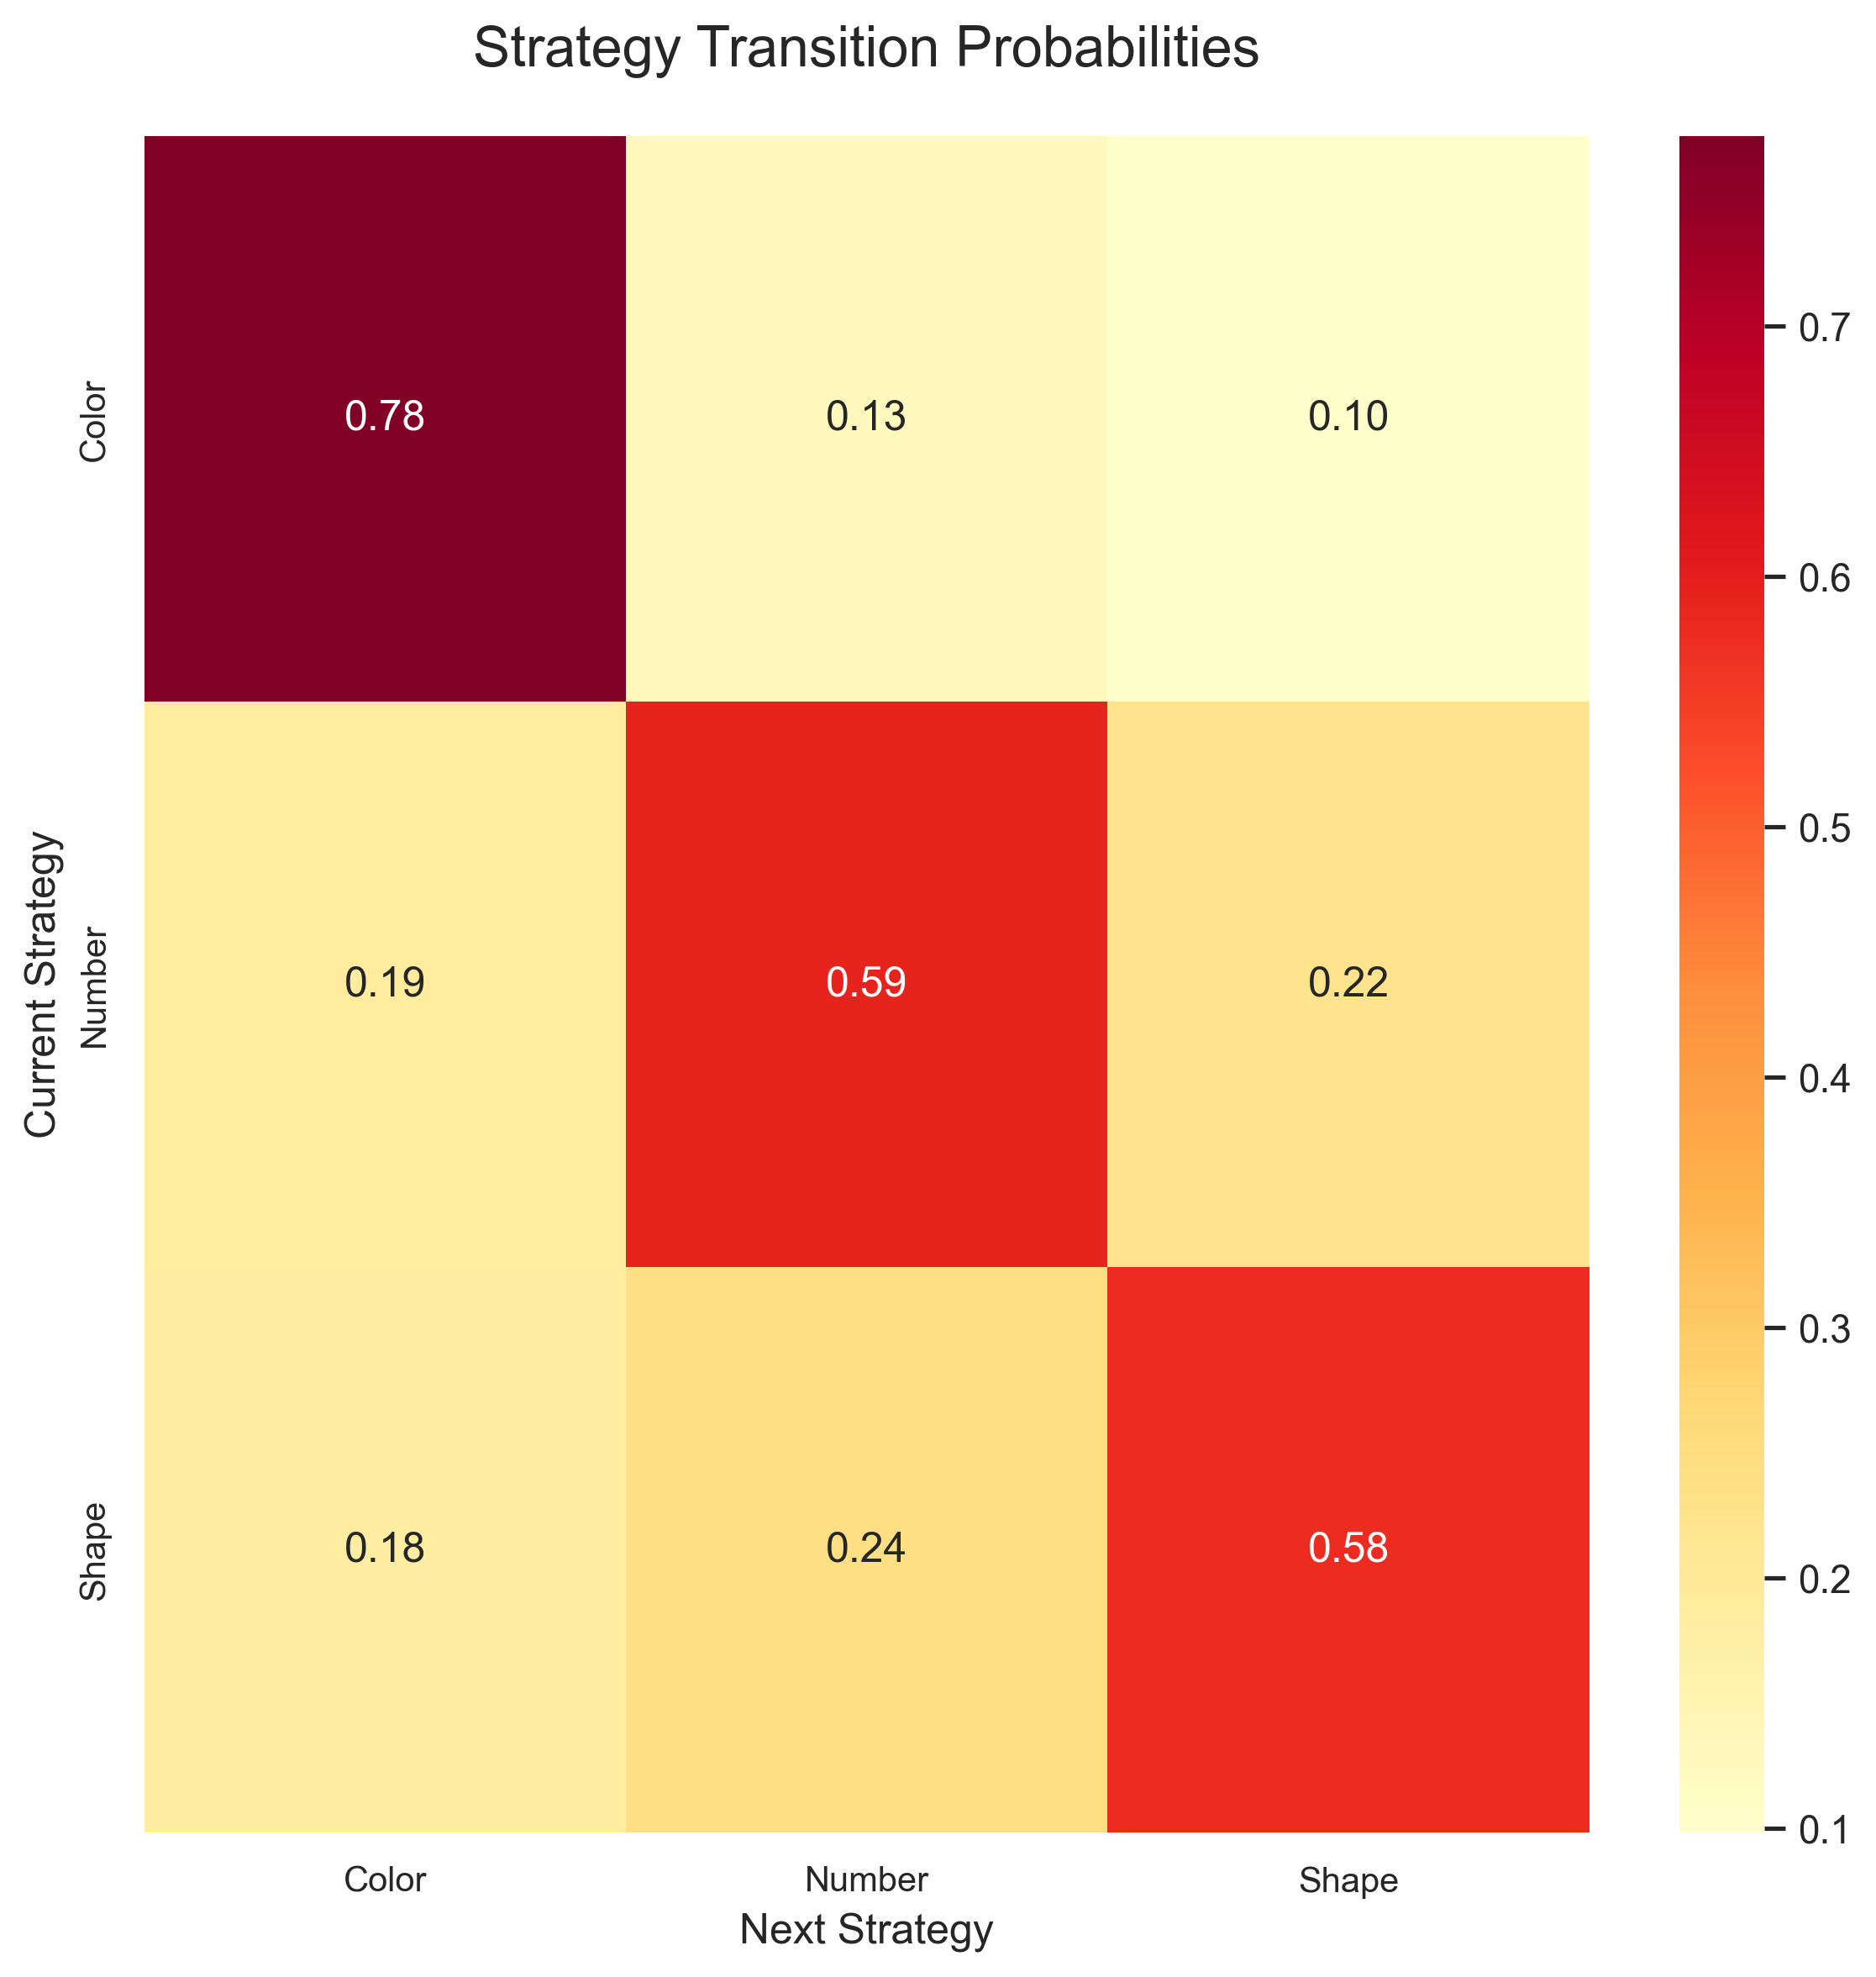 Strategy Transition Probabilities
Color
0.78
0.13
0.10
Current Strategy
Number
0.19
0.59
0.22
Shape
0.18
0.24
0.58
Color
Number
Shape
Next Strategy
0.7
0.6
0.5
0.4
0.3
0.2
0.1